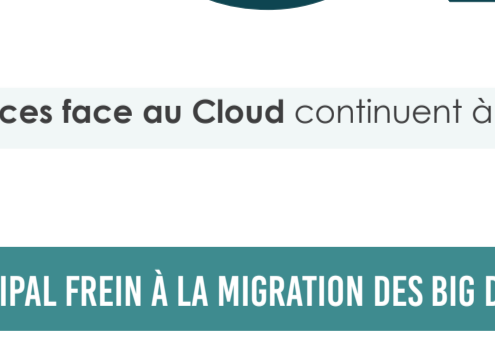 ces face au Cloud continuent à
IPAL FREIN À LA MIGRATION DES BIG D